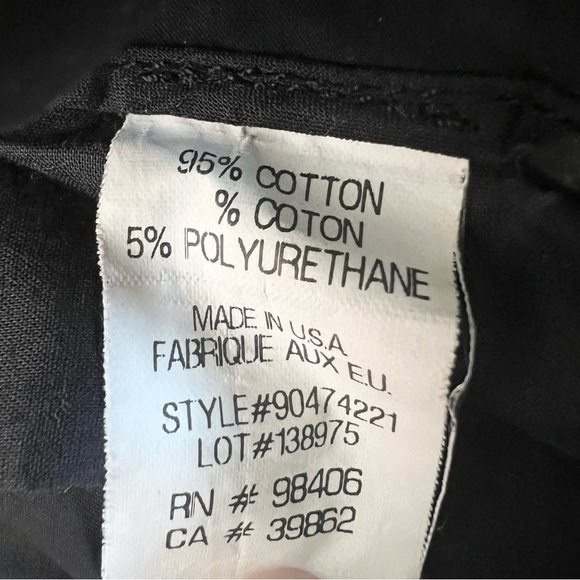 95% COTTON
% COTON
5% POLYURETHANE
MADE IN U.S.A
FABRIQUE AUX E.U.
STYLE#90474221
LOT#138975
RN # 98406
CA # 39862